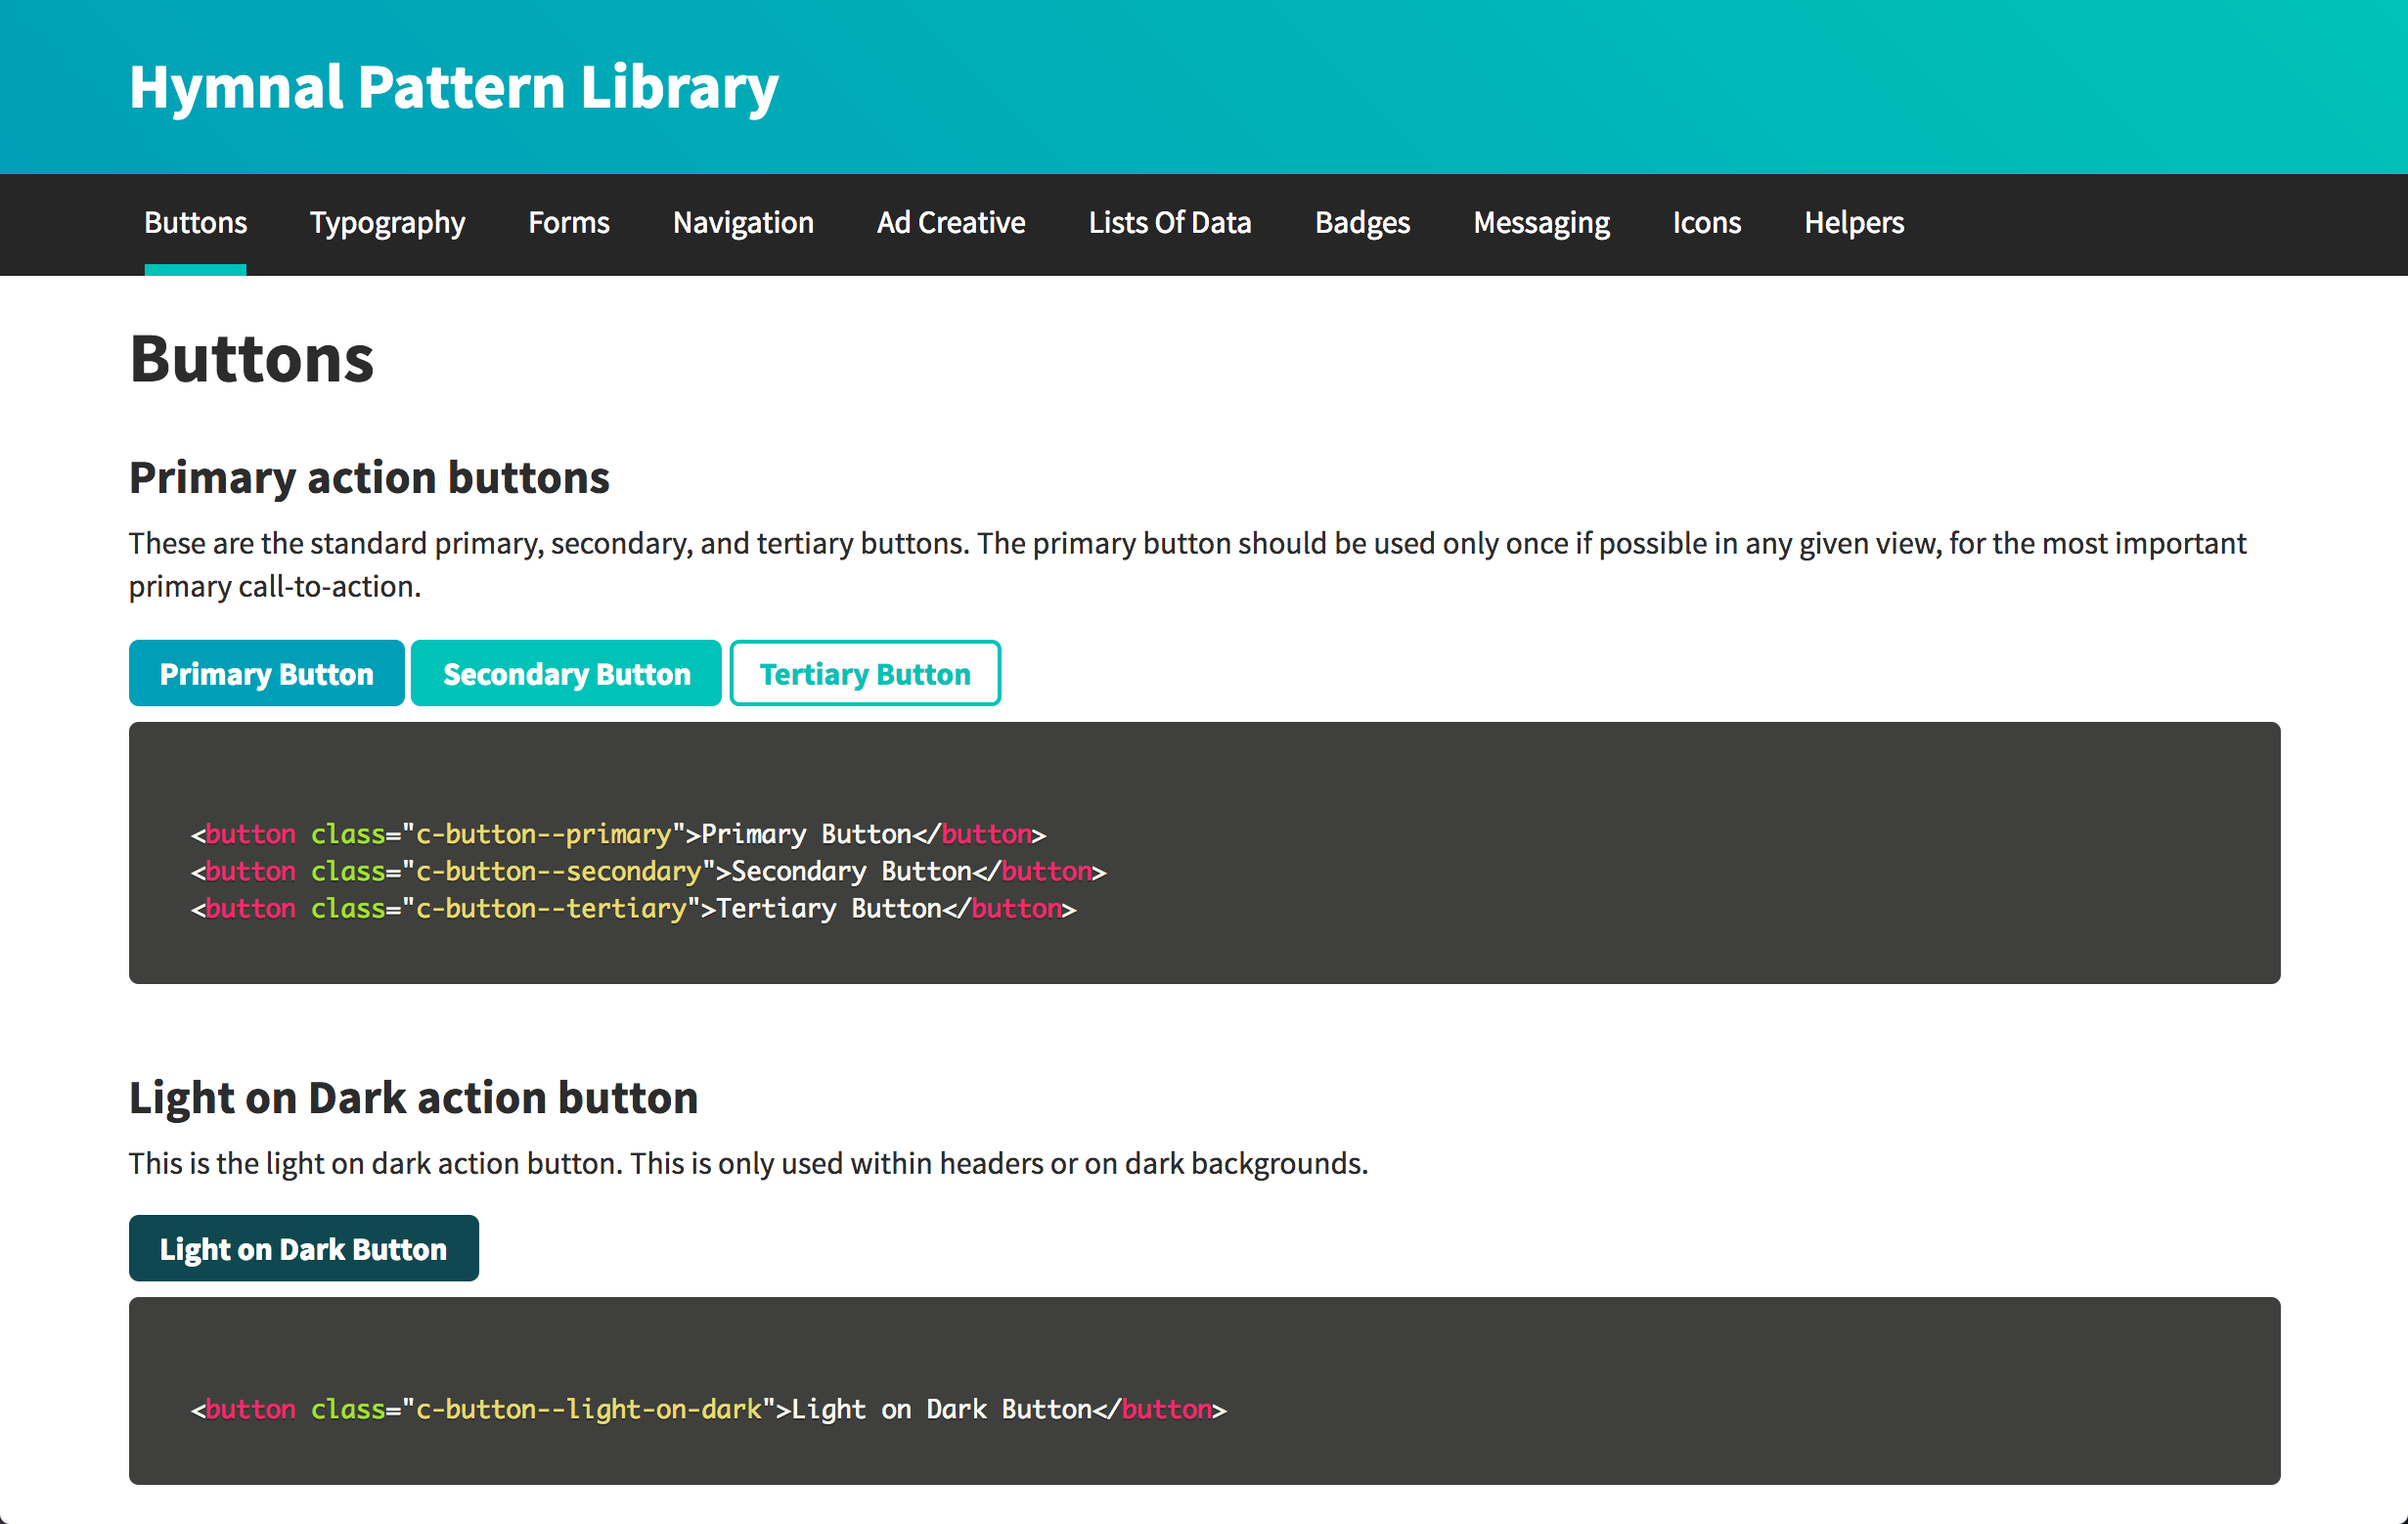 Hymnal Pattern Library
Buttons Typography Forms Navigation Ad Creative Lists Of Data Badges Messaging Icons Helpers
Buttons
Primary action buttons
These are the standard primary, secondary, and tertiary buttons. The primary button should be used only once if possible in any given view, for the most important
primary call-to-action.
Primary Button Secondary Button Tertiary Button
<button class="c-button--primary">Primary Button</button>
<button class="c-button--secondary">Secondary Button</button>
<button class="c-button--tertiary">Tertiary Button</button>
Light on Dark action button
This is the light on dark action button. This is only used within headers or on dark backgrounds.
Light on Dark Button
<button class="c-button--light-on-dark">Light on Dark Button</button>